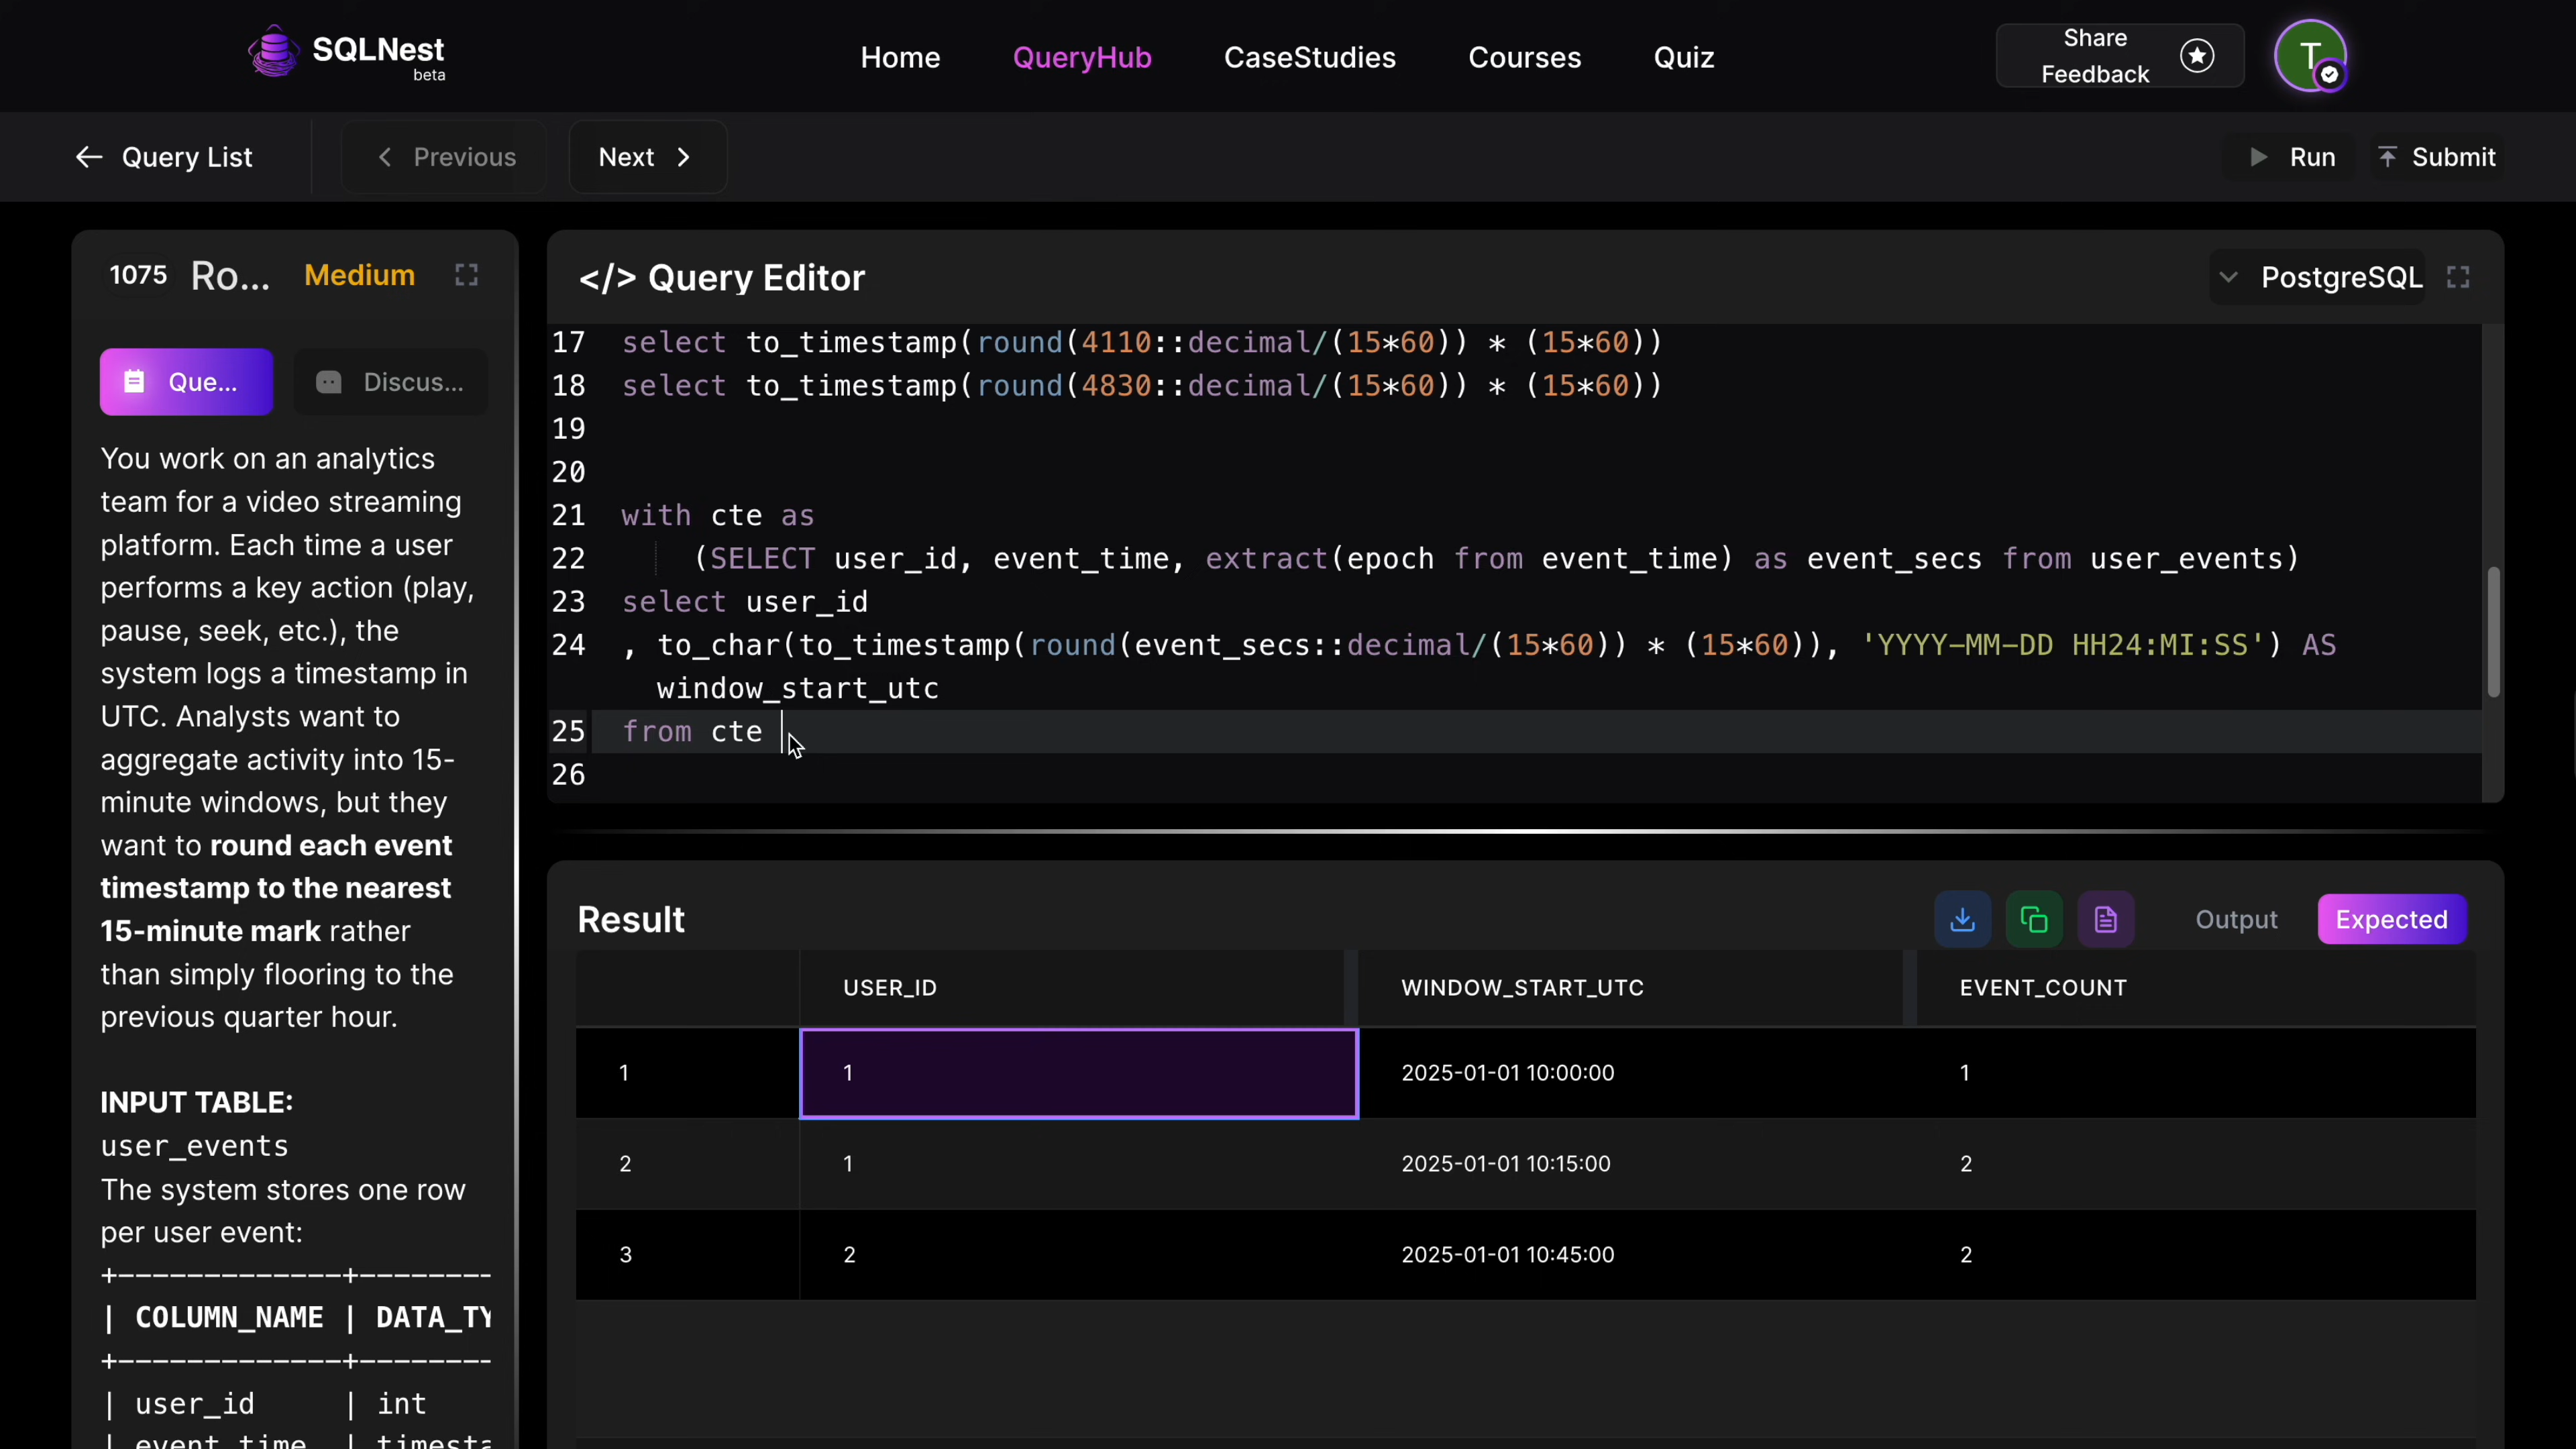 SQLNest
beta
Home
QueryHub
CaseStudies
Courses
Quiz
Share
Feedback
T
Query List
Previous
Next
Run
Submit
1075 Ro... Medium
Que...
Discus...
You work on an analytics
team for a video streaming
platform. Each time a user
performs a key action (play,
pause, seek, etc.), the
system logs a timestamp in
UTC. Analysts want to
aggregate activity into 15-
minute windows, but they
want to round each event
timestamp to the nearest
15-minute mark rather
than simply flooring to the
previous quarter hour.
INPUT TABLE:
user_events
The system stores one row
per user event:
+-------------+--------
| COLUMN_NAME | DATA_TY
+-------------+--------
| user_id | int
| event_time | timesta
</> Query Editor
PostgreSQL
17 select to_timestamp(round(4110::decimal/(15*60)) * (15*60))
18 select to_timestamp(round(4830::decimal/(15*60)) * (15*60))
19
20
21 with cte as
22 (SELECT user_id, event_time, extract(epoch from event_time) as event_secs from user_events)
23 select user_id
24 , to_char(to_timestamp(round(event_secs::decimal/(15*60)) * (15*60)), 'YYYY-MM-DD HH24:MI:SS') AS
window_start_utc
25 from cte
26
Result
Output
Expected
USER_ID WINDOW_START_UTC EVENT_COUNT
1 1 2025-01-01 10:00:00 1
2 1 2025-01-01 10:15:00 2
3 2 2025-01-01 10:45:00 2